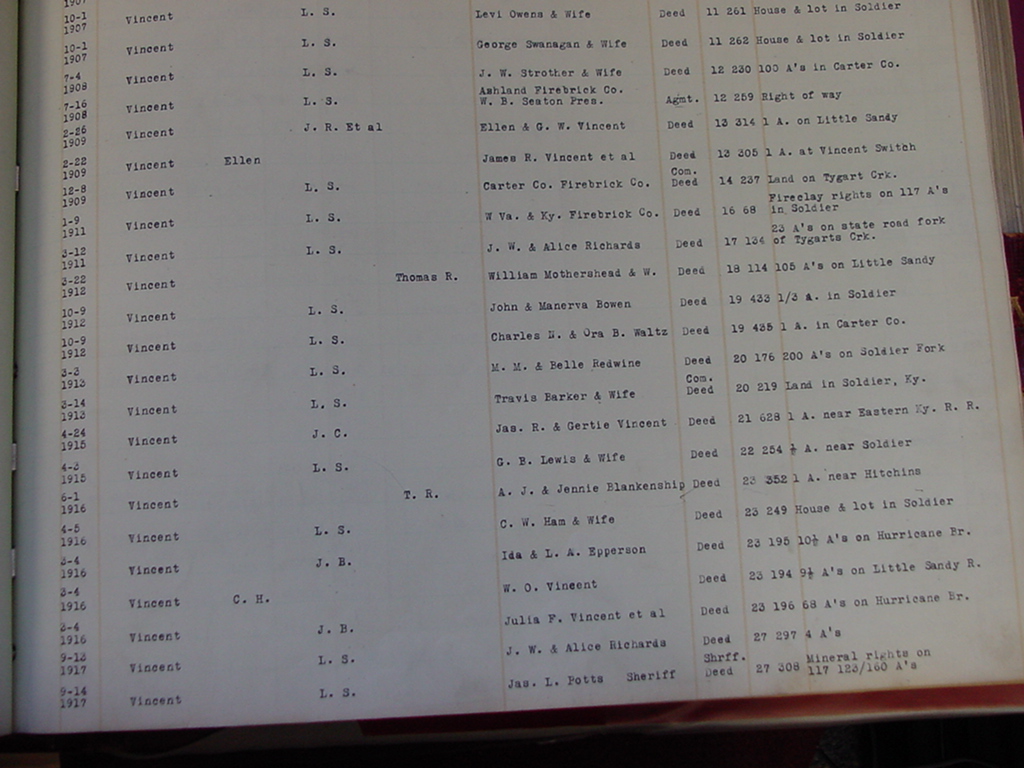 1907
10-1 1907 Vincent L. S. Levi Owens & Wife Deed 11 261 House & lot in Soldier
10-1 1907 Vincent L. S. George Swanagan & Wife Deed 11 262 House & lot in Soldier
7-4 1908 Vincent L. S. J. W. Strother & Wife Deed 12 230 100 A's in Carter Co.
Ashland Firebrick Co.
7-16 1908 Vincent L. S. W. B. Seaton Pres. Agmt. 12 259 Right of way
2-26 1909 Vincent J. R. Et al Ellen & G. W. Vincent Deed 13 314 1 A. on Little Sandy
2-22 1909 Vincent Ellen James R. Vincent et al Deed 13 305 1 A. at Vincent Switch
Com.
12-8 1909 Vincent L. S. Carter Co. Firebrick Co. Deed 14 237 Land on Tygart Crk.
Fireclay rights on 117 A's
1-9 1911 Vincent L. S. W Va. & Ky. Firebrick Co. Deed 16 68 in Soldier
23 A's on state road fork
3-12 1911 Vincent L. S. J. W. & Alice Richards Deed 17 134 of Tygarts Crk.
3-22 1912 Vincent Thomas R. William Mothershead & W. Deed 18 114 105 A's on Little Sandy
10-9 1912 Vincent L. S. John & Manerva Bowen Deed 19 433 1/3 A. in Soldier
10-9 1912 Vincent L. S. Charles N. & Ora B. Waltz Deed 19 435 1 A. in Carter Co.
3-3 1913 Vincent L. S. M. M. & Belle Redwine Deed 20 176 200 A's on Soldier Fork
Com.
3-14 1913 Vincent L. S. Travis Barker & Wife Deed 20 219 Land in Soldier, Ky.
4-24 1915 Vincent J. C. Jas. R. & Gertie Vincent Deed 21 628 1 A. near Eastern Ky. R. R.
4-3 1915 Vincent L. S. G. B. Lewis & Wife Deed 22 254 ½ A. near Soldier
6-1 1916 Vincent T. R. A. J. & Jennie Blankenship Deed 23 352 1 A. near Hitchins
4-5 1916 Vincent L. S. C. W. Ham & Wife Deed 23 249 House & lot in Soldier
3-4 1916 Vincent J. B. Ida & L. A. Epperson Deed 23 195 10½ A's on Hurricane Br.
3-4 1916 Vincent C. H. W. O. Vincent Deed 23 194 9½ A's on Little Sandy R.
3-4 1916 Vincent J. B. Julia F. Vincent et al Deed 23 196 68 A's on Hurricane Br.
9-13 1917 Vincent L. S. J. W. & Alice Richards Deed 27 297 4 A's
Shrff. Mineral rights on
9-14 1917 Vincent L. S. Jas. L. Potts Sheriff Deed 27 308 117 123/160 A's